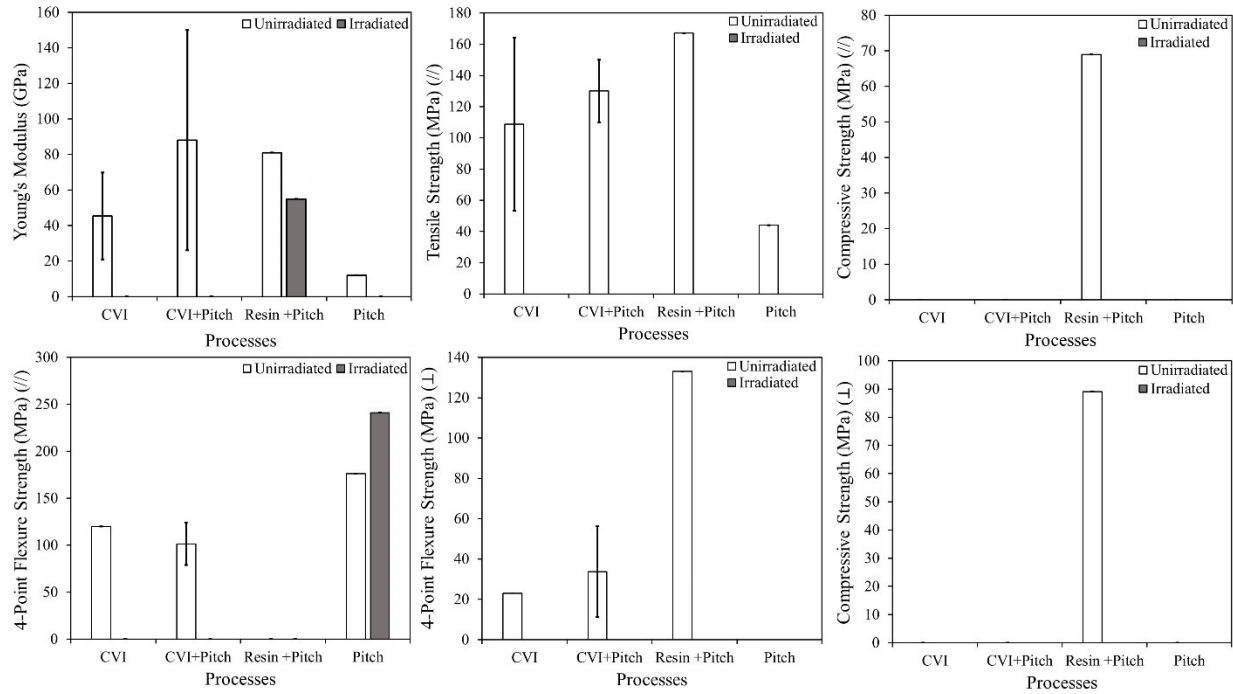 Young's Modulus (GPa)
160
140
120
100
80
60
40
20
0
Unirradiated Irradiated
CVI CVI+Pitch Resin +Pitch Pitch
Processes
Tensile Strength (MPa) (//)
180
160
140
120
100
80
60
40
20
0
Unirradiated
Irradiated
CVI CVI+Pitch Resin +Pitch Pitch
Processes
Compressive Strength (MPa) (//)
80
70
60
50
40
30
20
10
0
Unirradiated
Irradiated
CVI CVI+Pitch Resin +Pitch Pitch
Processes
4-Point Flexure Strength (MPa) (//)
300
250
200
150
100
50
0
Unirradiated Irradiated
CVI CVI+Pitch Resin +Pitch Pitch
Processes
4-Point Flexure Strength (MPa) (⊥)
140
120
100
80
60
40
20
0
Unirradiated
Irradiated
CVI CVI+Pitch Resin +Pitch Pitch
Processes
Compressive Strength (MPa) (⊥)
100
90
80
70
60
50
40
30
20
10
0
Unirradiated
Irradiated
CVI CVI+Pitch Resin +Pitch Pitch
Processes